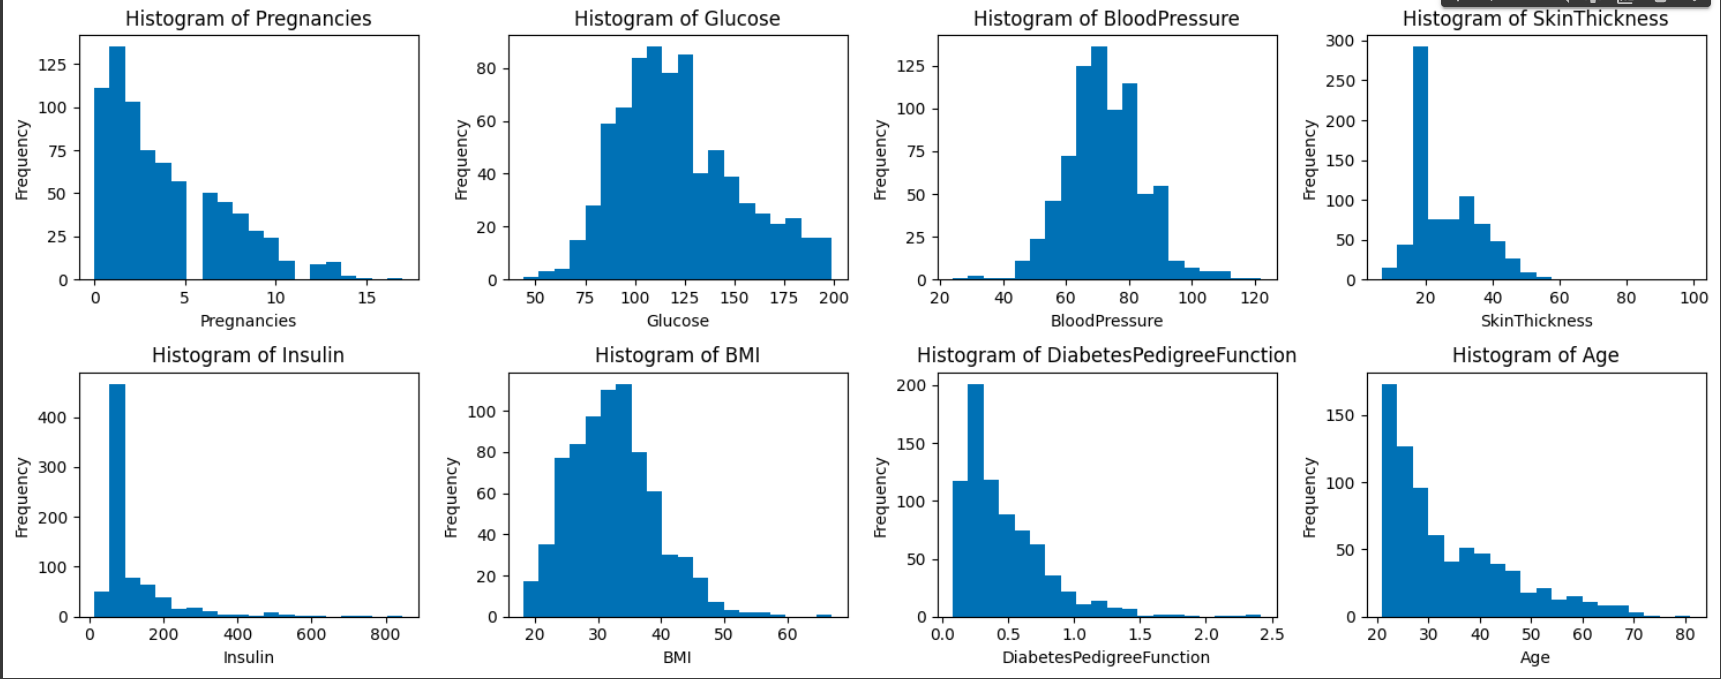 Histogram of Pregnancies
125
100
75
50
25
0
Frequency
0 5 10 15
Pregnancies
Histogram of Glucose
80
60
40
20
0
Frequency
50 75 100 125 150 175 200
Glucose
Histogram of BloodPressure
125
100
75
50
25
0
Frequency
20 40 60 80 100 120
BloodPressure
Histogram of SkinThickness
300
250
200
150
100
50
0
Frequency
20 40 60 80 100
SkinThickness
Histogram of Insulin
400
300
200
100
0
Frequency
0 200 400 600 800
Insulin
Histogram of BMI
100
80
60
40
20
0
Frequency
20 30 40 50 60
BMI
Histogram of DiabetesPedigreeFunction
200
150
100
50
0
Frequency
0.0 0.5 1.0 1.5 2.0 2.5
DiabetesPedigreeFunction
Histogram of Age
150
100
50
0
Frequency
20 30 40 50 60 70 80
Age